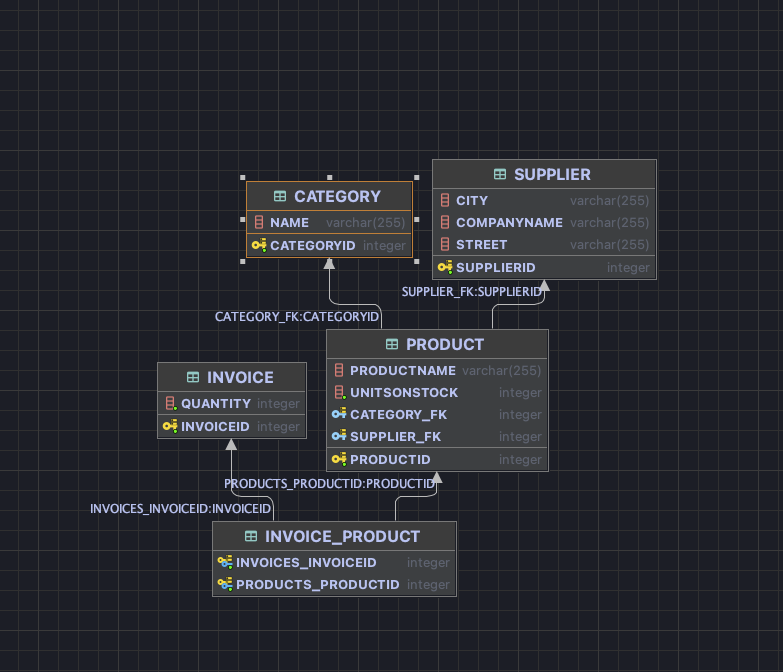 CATEGORY
NAME varchar(255)
CATEGORYID integer
SUPPLIER
CITY varchar(255)
COMPANYNAME varchar(255)
STREET varchar(255)
SUPPLIERID integer
SUPPLIER_FK:SUPPLIERID
CATEGORY_FK:CATEGORYID
PRODUCT
PRODUCTNAME varchar(255)
UNITSONSTOCK integer
CATEGORY_FK integer
SUPPLIER_FK integer
PRODUCTID integer
INVOICE
QUANTITY integer
INVOICEID integer
PRODUCTS_PRODUCTID:PRODUCTID
INVOICES_INVOICEID:INVOICEID
INVOICE_PRODUCT
INVOICES_INVOICEID integer
PRODUCTS_PRODUCTID integer